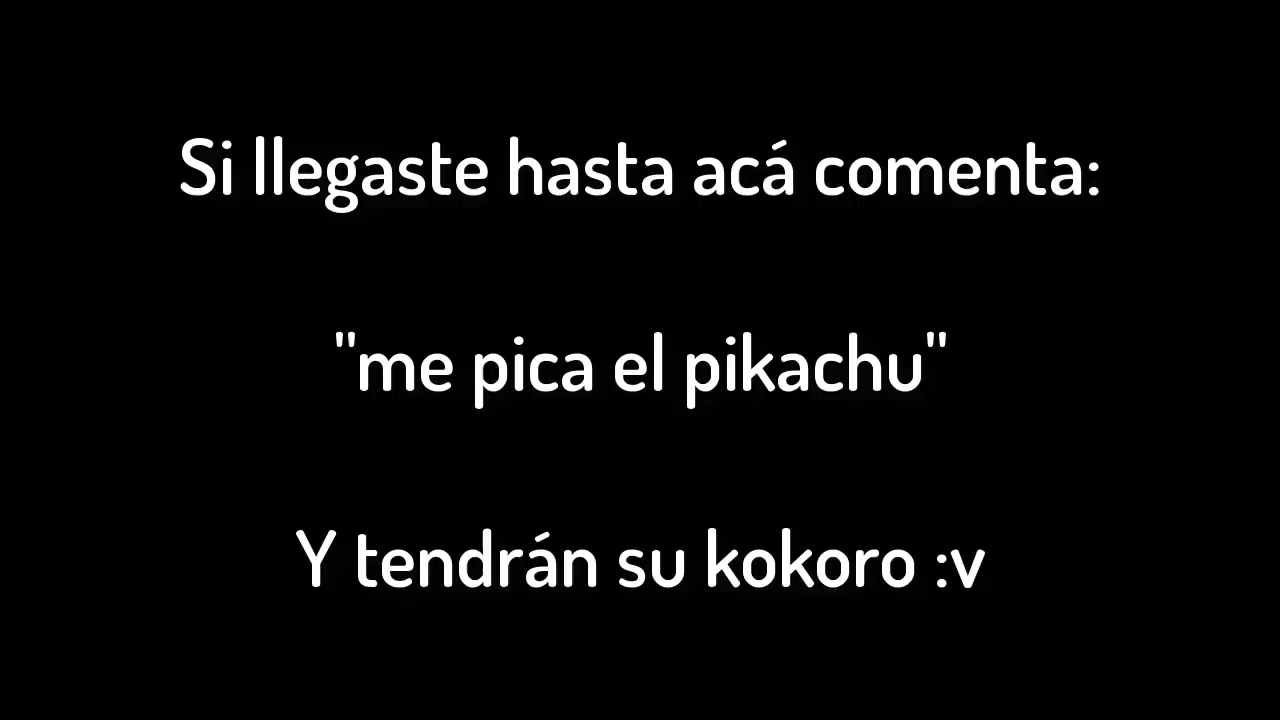 Si llegaste hasta acá comenta:
"me pica el pikachu"
Y tendrán su kokoro :v